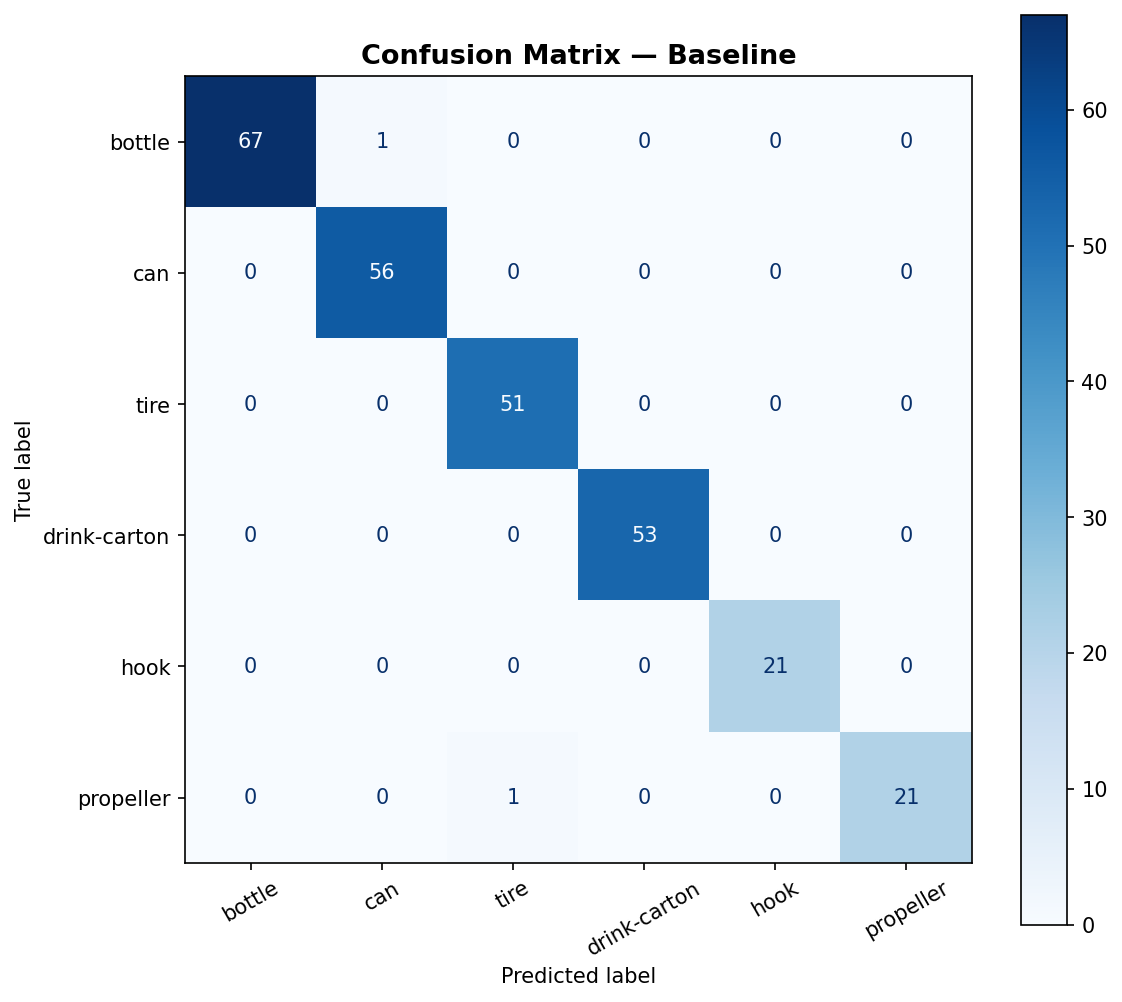 Confusion Matrix — Baseline
bottle 67 1 0 0 0 0
can 0 56 0 0 0 0
tire 0 0 51 0 0 0
drink-carton 0 0 0 53 0 0
hook 0 0 0 0 21 0
propeller 0 0 1 0 0 21
True label
bottle can tire drink-carton hook propeller
Predicted label
60
50
40
30
20
10
0